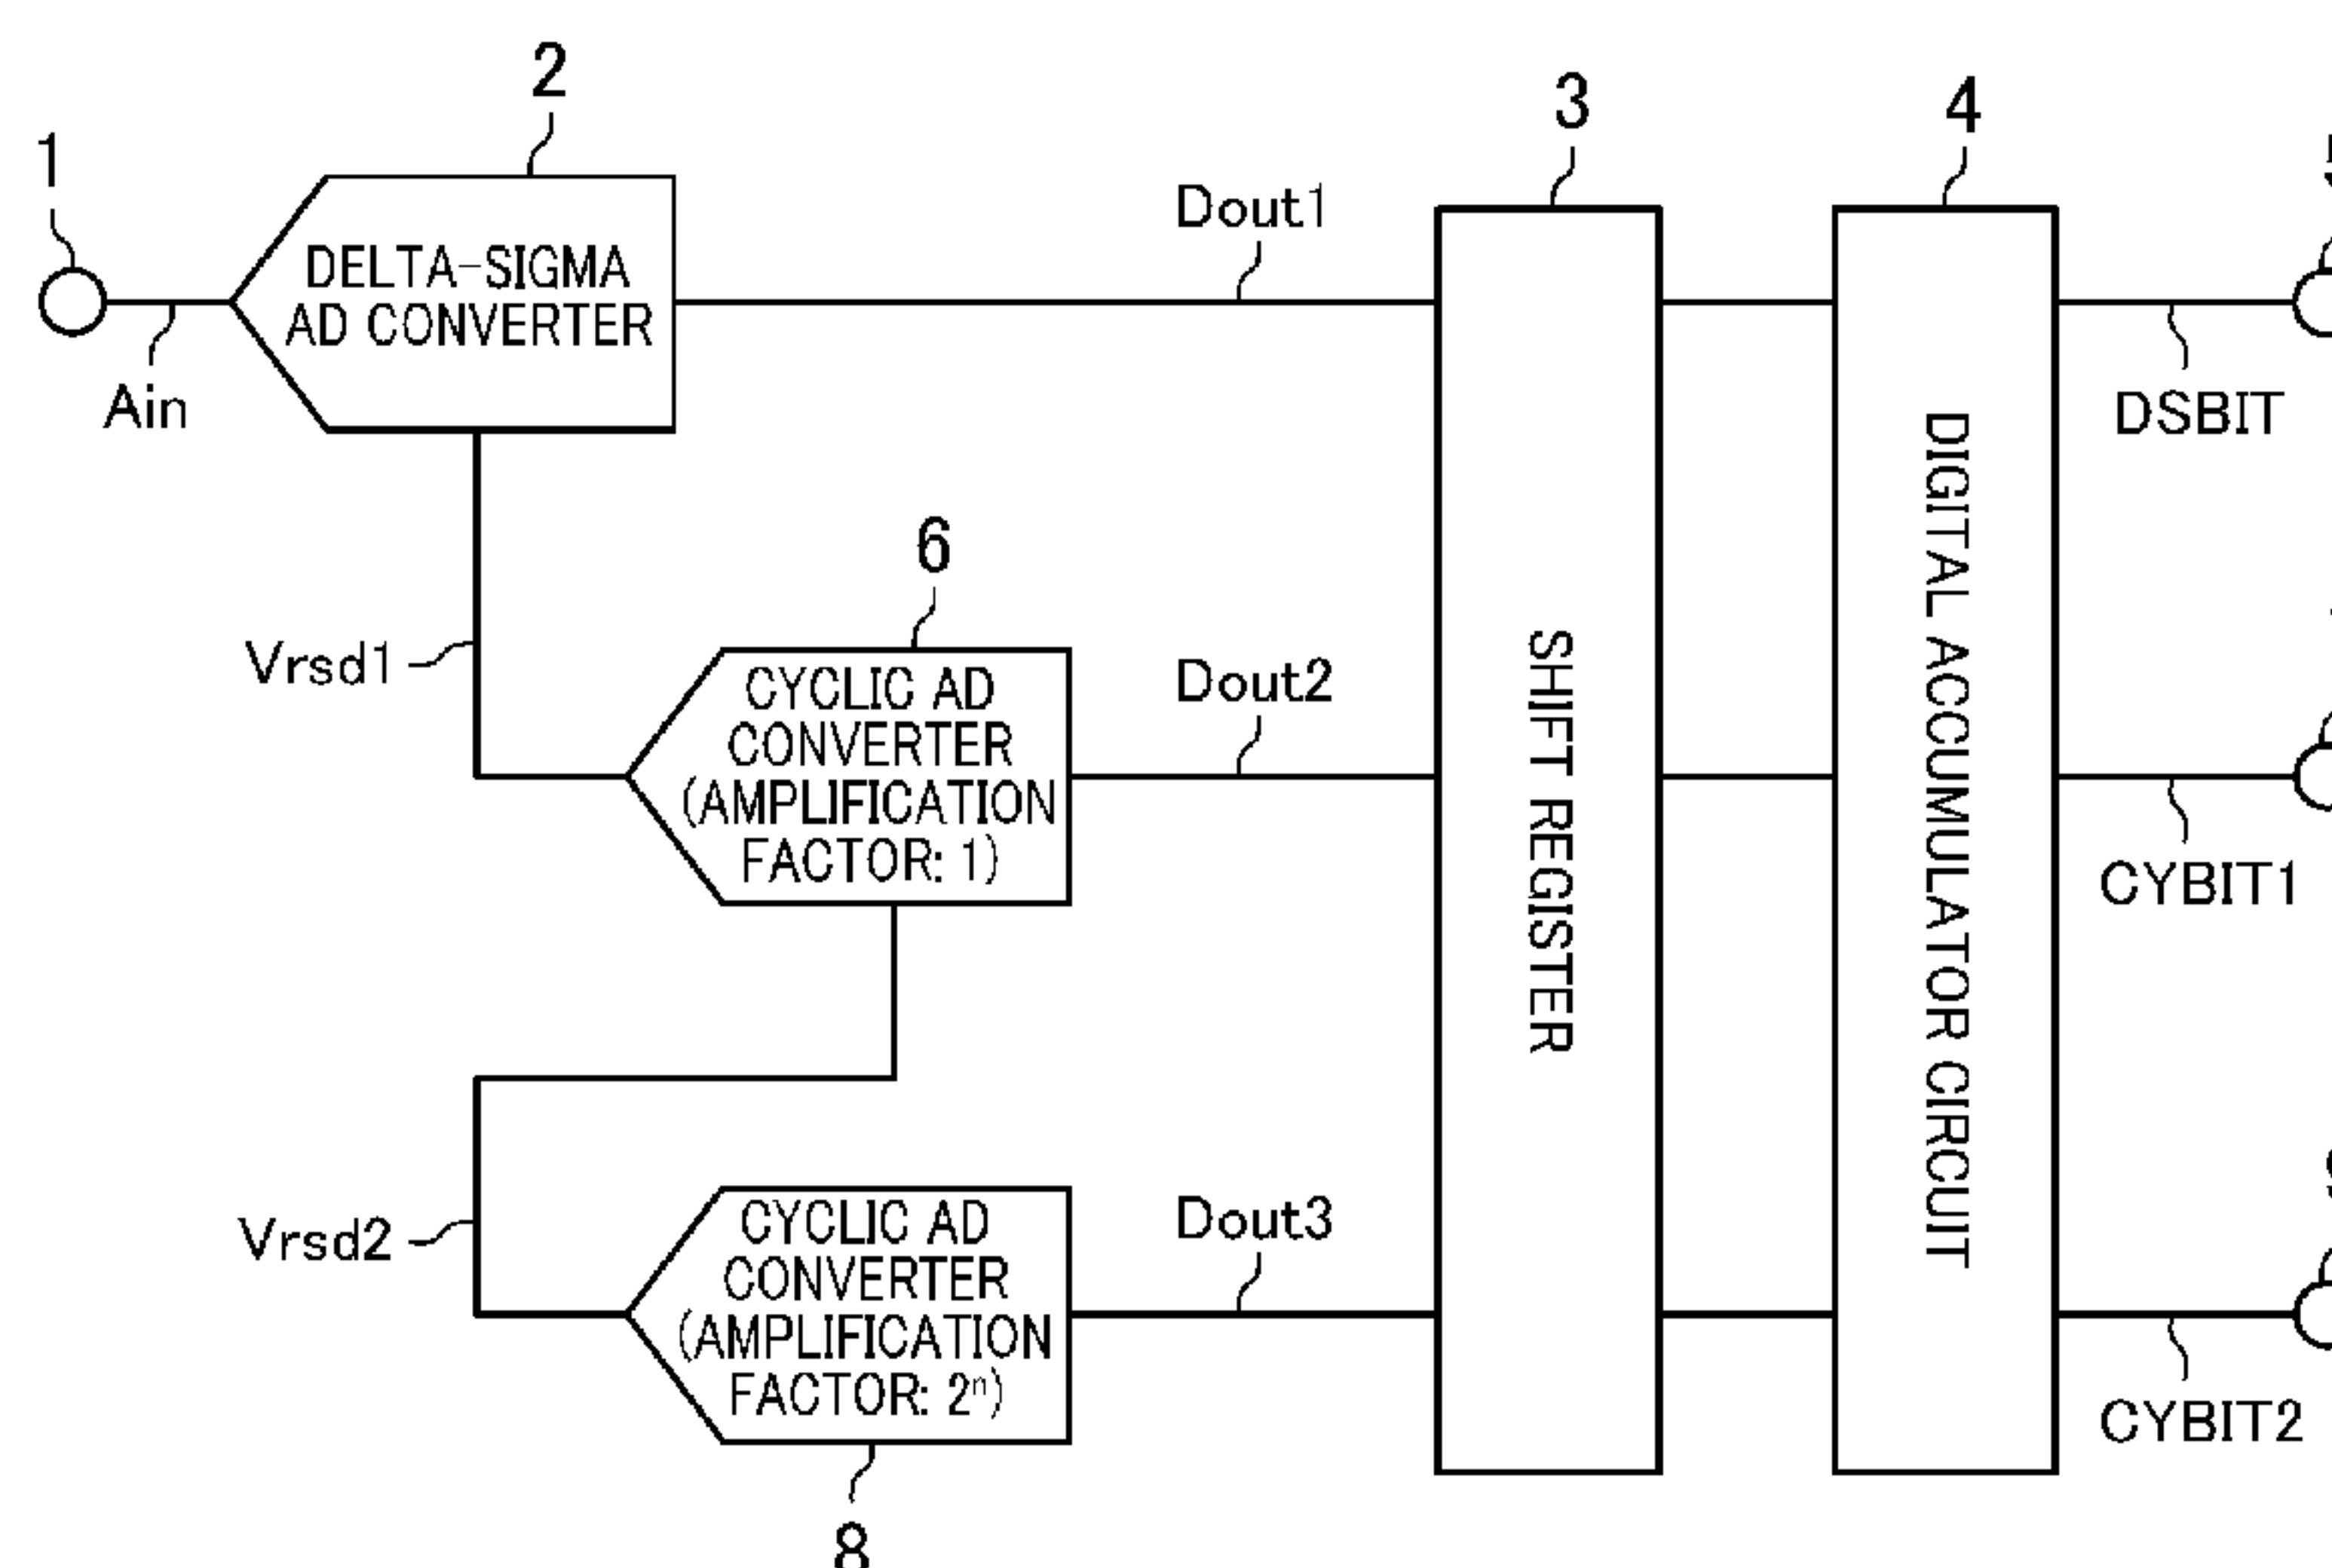 2
3
4
1
Dout1
DELTA-SIGMA
AD CONVERTER
Ain
DSBIT
6
Vrsd1
CYCLIC AD
CONVERTER
(AMPLIFICATION
FACTOR: 1)
Dout2
SHIFT REGISTER
DIGITAL ACCUMULATOR CIRCUIT
CYBIT1
Vrsd2
CYCLIC AD
CONVERTER
(AMPLIFICATION
FACTOR: 2ⁿ)
Dout3
CYBIT2
8